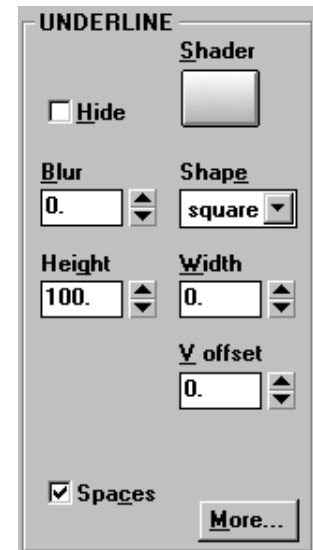 UNDERLINE
Shader
Hide
Blur Shape
0. square
Height Width
100. 0.
V offset
0.
Spaces
More...